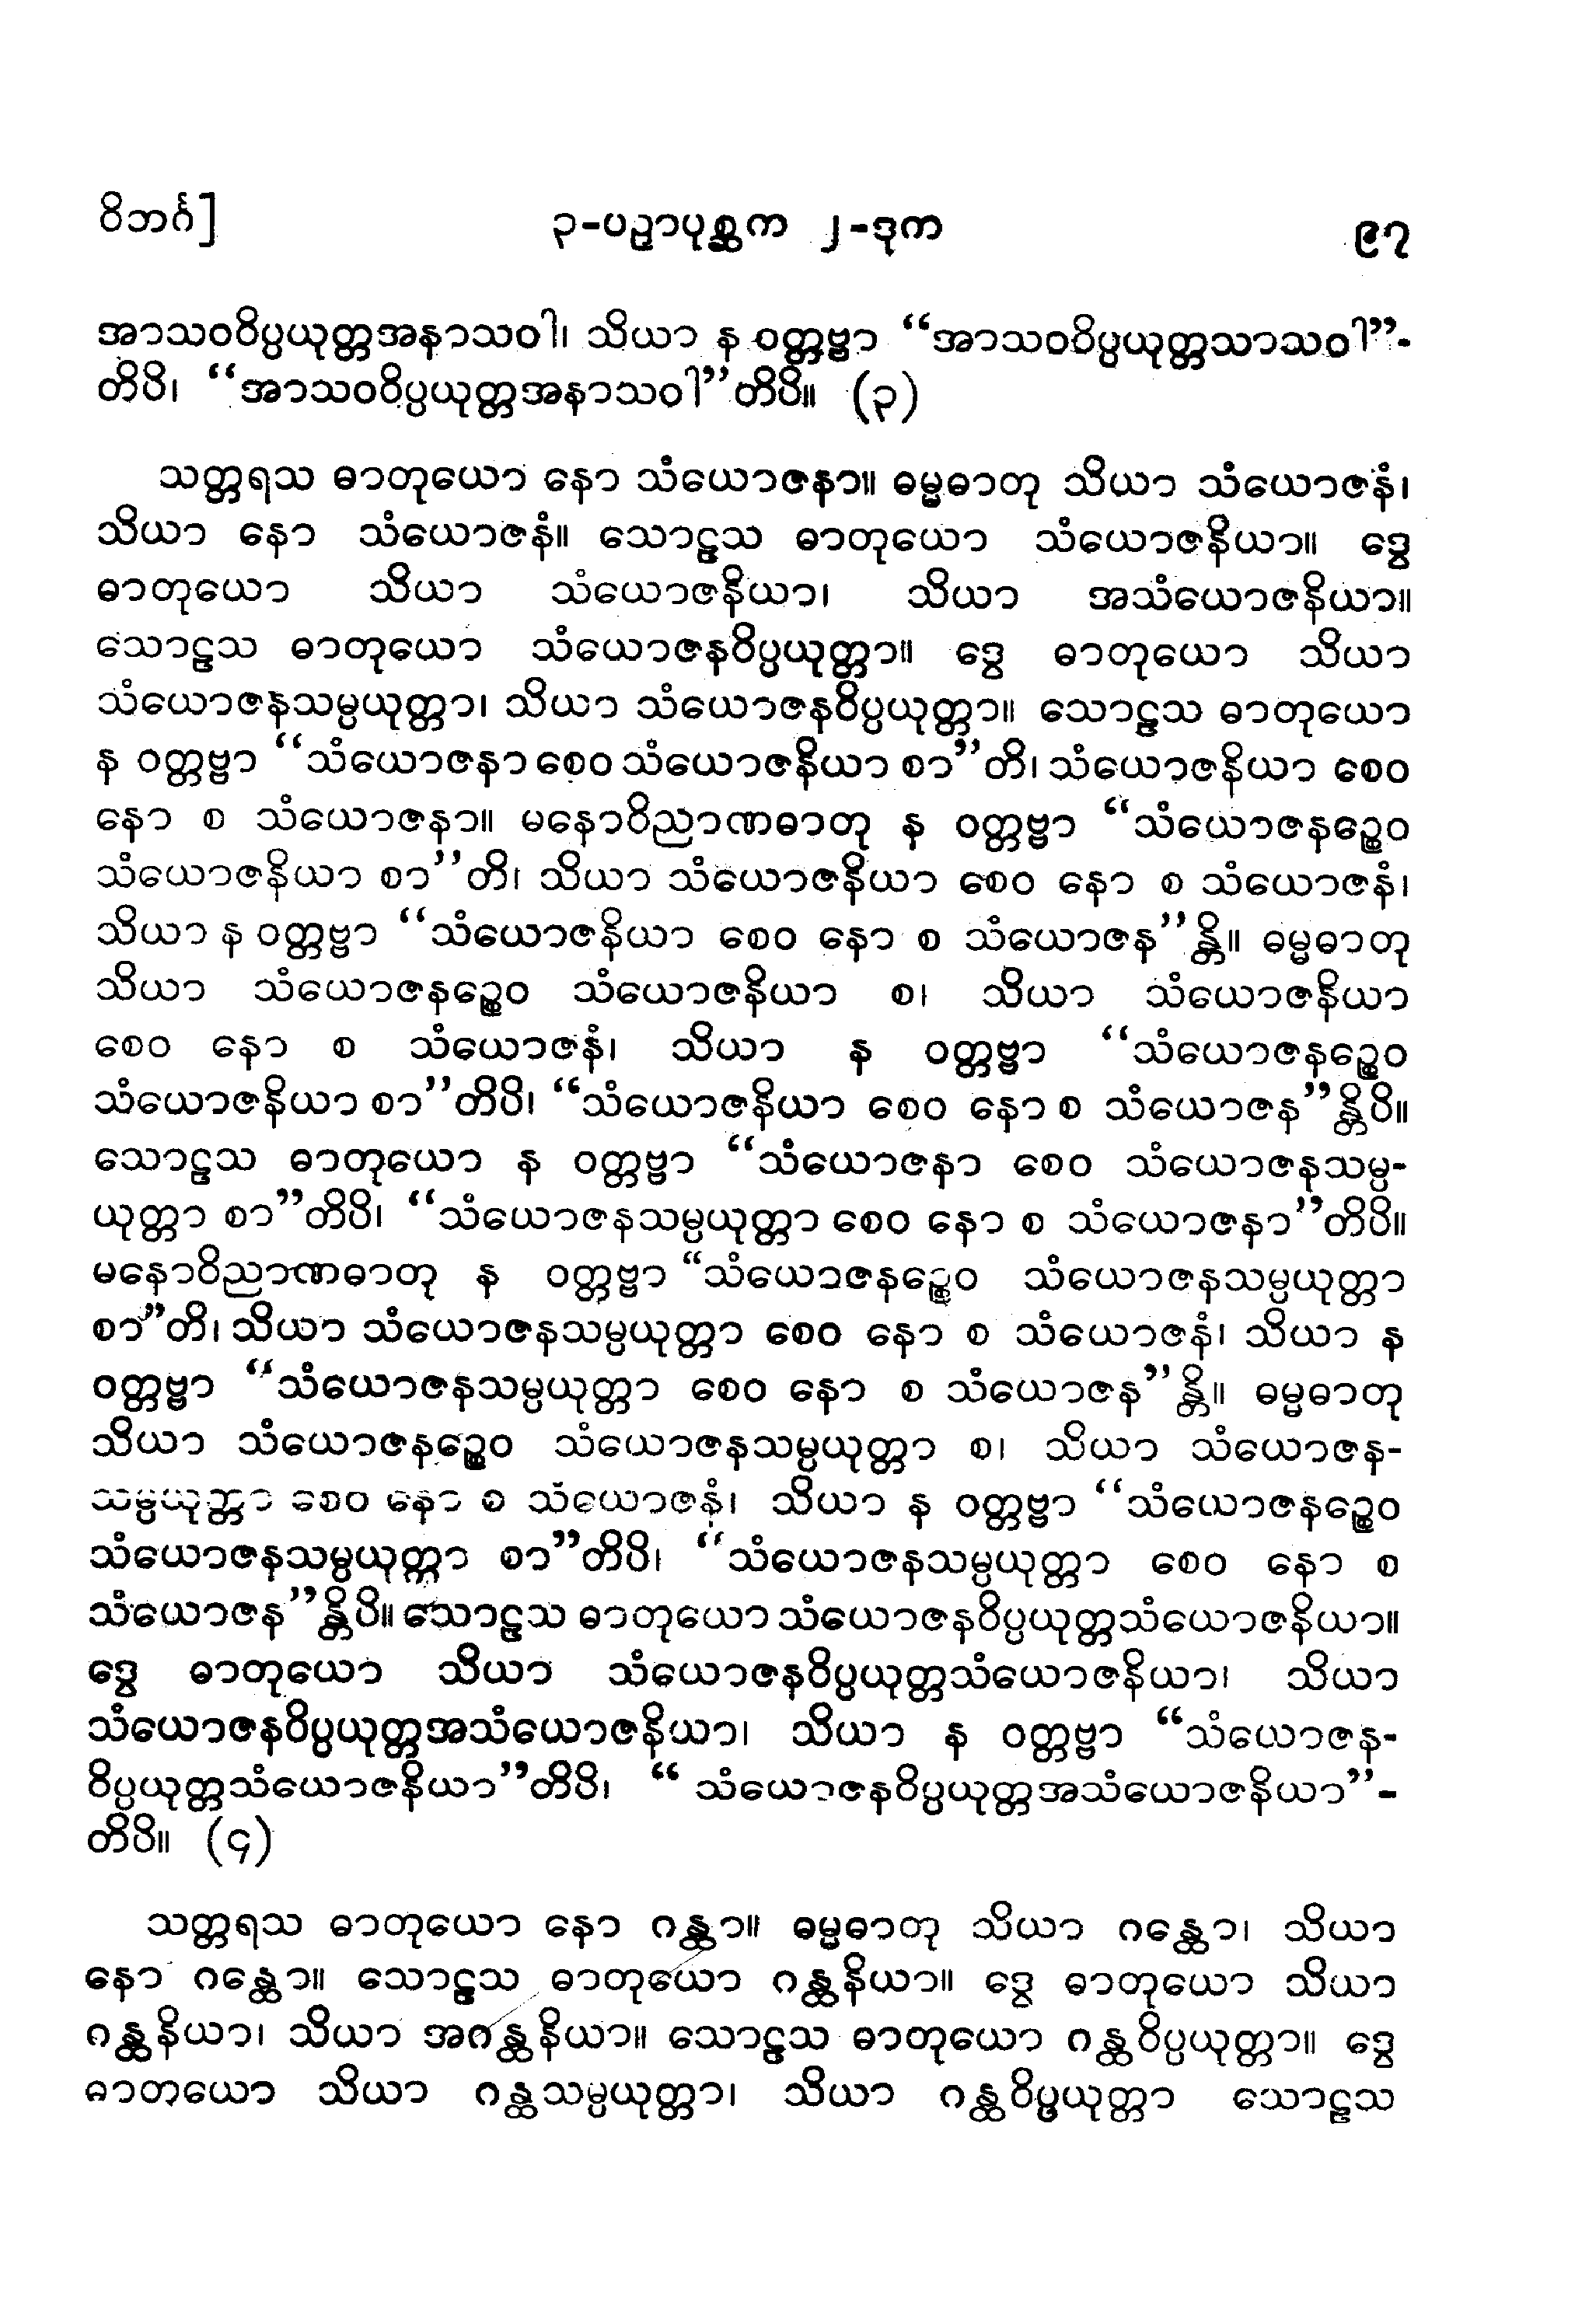 ဝိဘင်္ဂ] ၃-ပဉှာပုစ္ဆက ၂-ဒုက ၉၇
အာသဝဝိပ္ပယုတ္တအနာသဝါ၊ သိယာ န ဝတ္တဗ္ဗာ “အာသဝဝိပ္ပယုတ္တသာသဝါ”-
တိပိ၊ “အာသဝဝိပ္ပယုတ္တအနာသဝါ”တိပိ။ (၃)
သတ္တရသ ဓာတုယော နော သံယောဇနာ။ ဓမ္မဓာတု သိယာ သံယောဇနံ၊
သိယာ နော သံယောဇနံ။ သောဠသ ဓာတုယော သံယောဇနိယာ။ ဒွေ
ဓာတုယော သိယာ သံယောဇနိယာ၊ သိယာ အသံယောဇနိယာ။
သောဠသ ဓာတုယော သံယောဇနဝိပ္ပယုတ္တာ။ ဒွေ ဓာတုယော သိယာ
သံယောဇနသမ္ပယုတ္တာ၊ သိယာ သံယောဇနဝိပ္ပယုတ္တာ။ သောဠသ ဓာတုယော
န ဝတ္တဗ္ဗာ “သံယောဇနာ စေဝ သံယောဇနိယာ စာ”တိ၊ သံယောဇနိယာ စေဝ
နော စ သံယောဇနာ။ မနောဝိညာဏဓာတု န ဝတ္တဗ္ဗာ “သံယောဇနဉ္စေဝ
သံယောဇနိယာ စာ”တိ၊ သိယာ သံယောဇနိယာ စေဝ နော စ သံယောဇနံ၊
သိယာ န ဝတ္တဗ္ဗာ “သံယောဇနိယာ စေဝ နော စ သံယောဇန”န္တိ။ ဓမ္မဓာတု
သိယာ သံယောဇနဉ္စေဝ သံယောဇနိယာ စ၊ သိယာ သံယောဇနိယာ
စေဝ နော စ သံယောဇနံ၊ သိယာ န ဝတ္တဗ္ဗာ “သံယောဇနဉ္စေဝ
သံယောဇနိယာ စာ”တိပိ၊ “သံယောဇနိယာ စေဝ နော စ သံယောဇန”န္တိပိ။
သောဠသ ဓာတုယော န ဝတ္တဗ္ဗာ “သံယောဇနာ စေဝ သံယောဇနသမ္ပ-
ယုတ္တာ စာ”တိပိ၊ “သံယောဇနသမ္ပယုတ္တာ စေဝ နော စ သံယောဇနာ”တိပိ။
မနောဝိညာဏဓာတု န ဝတ္တဗ္ဗာ “သံယောဇနဉ္စေဝ သံယောဇနသမ္ပယုတ္တာ
စာ”တိ၊ သိယာ သံယောဇနသမ္ပယုတ္တာ စေဝ နော စ သံယောဇနံ၊ သိယာ န
ဝတ္တဗ္ဗာ “သံယောဇနသမ္ပယုတ္တာ စေဝ နော စ သံယောဇန”န္တိ။ ဓမ္မဓာတု
သိယာ သံယောဇနဉ္စေဝ သံယောဇနသမ္ပယုတ္တာ စ၊ သိယာ သံယောဇန-
သမ္ပယုတ္တာ စေဝ နော စ သံယောဇနံ၊ သိယာ န ဝတ္တဗ္ဗာ “သံယောဇနဉ္စေဝ
သံယောဇနသမ္ပယုတ္တာ စာ”တိပိ၊ “သံယောဇနသမ္ပယုတ္တာ စေဝ နော စ
သံယောဇန”န္တိပိ။ သောဠသ ဓာတုယော သံယောဇနဝိပ္ပယုတ္တသံယောဇနိယာ။
ဒွေ ဓာတုယော သိယာ သံယောဇနဝိပ္ပယုတ္တသံယောဇနိယာ၊ သိယာ
သံယောဇနဝိပ္ပယုတ္တအသံယောဇနိယာ၊ သိယာ န ဝတ္တဗ္ဗာ “သံယောဇန-
ဝိပ္ပယုတ္တသံယောဇနိယာ”တိပိ၊ “ သံယောဇနဝိပ္ပယုတ္တအသံယောဇနိယာ”-
တိပိ။ (၄)
သတ္တရသ ဓာတုယော နော ဂန္ထာ။ ဓမ္မဓာတု သိယာ ဂန္ထော၊ သိယာ
နော ဂန္ထော။ သောဠသ ဓာတုယော ဂန္ထနိယာ။ ဒွေ ဓာတုယော သိယာ
ဂန္ထနိယာ၊ သိယာ အဂန္ထနိယာ။ သောဠသ ဓာတုယော ဂန္ထဝိပ္ပယုတ္တာ။ ဒွေ
ဓာတုယော သိယာ ဂန္ထသမ္ပယုတ္တာ၊ သိယာ ဂန္ထဝိပ္ပယုတ္တာ သောဠသ